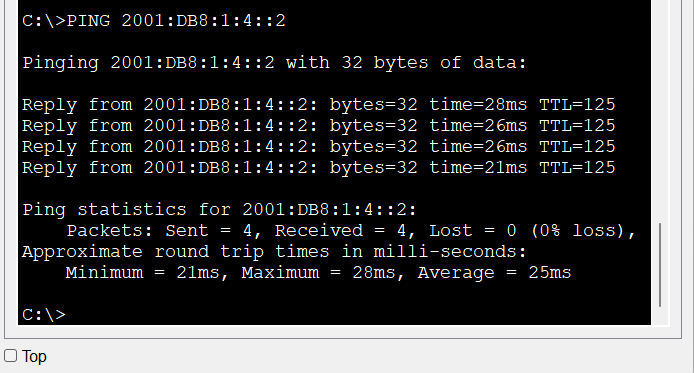 C:\>PING 2001:DB8:1:4::2
Pinging 2001:DB8:1:4::2 with 32 bytes of data:
Reply from 2001:DB8:1:4::2: bytes=32 time=28ms TTL=125
Reply from 2001:DB8:1:4::2: bytes=32 time=26ms TTL=125
Reply from 2001:DB8:1:4::2: bytes=32 time=26ms TTL=125
Reply from 2001:DB8:1:4::2: bytes=32 time=21ms TTL=125
Ping statistics for 2001:DB8:1:4::2:
    Packets: Sent = 4, Received = 4, Lost = 0 (0% loss),
Approximate round trip times in milli-seconds:
    Minimum = 21ms, Maximum = 28ms, Average = 25ms
C:\>
Top